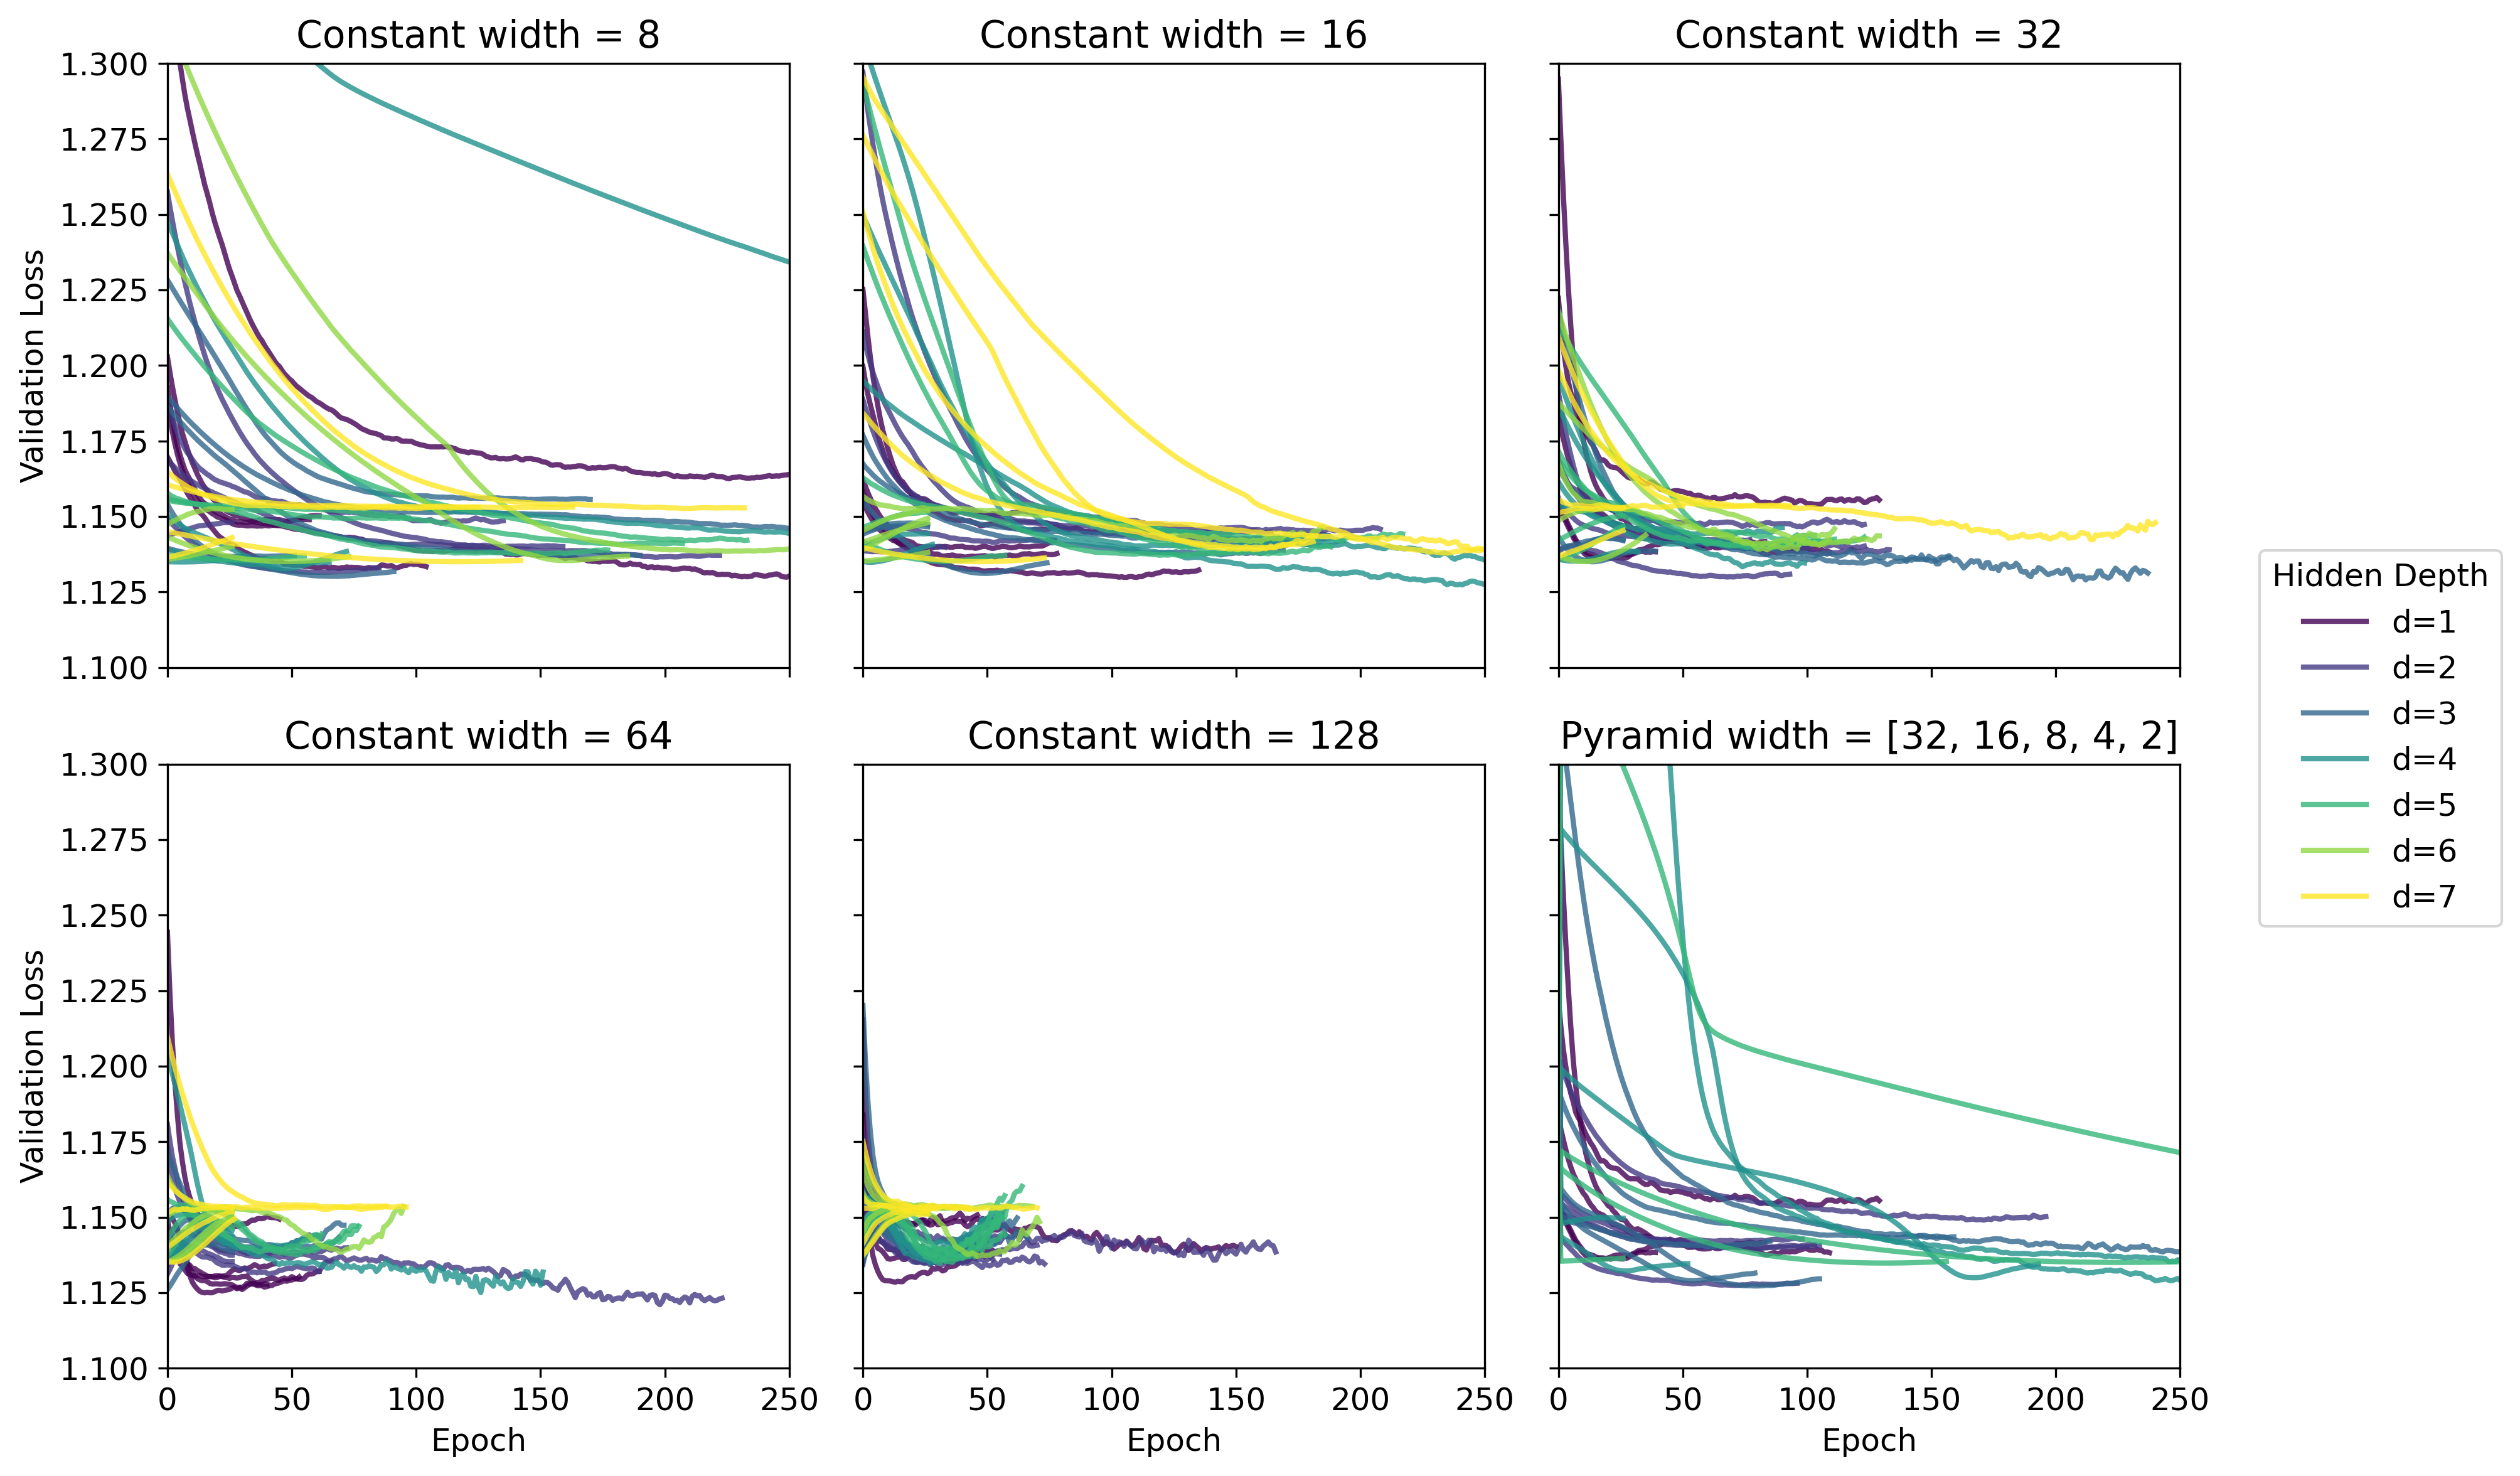 Constant width = 8
Constant width = 16
Constant width = 32
1.300
1.275
1.250
1.225
1.200
1.175
1.150
1.125
1.100
Validation Loss
Hidden Depth
d=1
d=2
d=3
d=4
d=5
d=6
d=7
Constant width = 64
Constant width = 128
Pyramid width = [32, 16, 8, 4, 2]
1.300
1.275
1.250
1.225
1.200
1.175
1.150
1.125
1.100
Validation Loss
0 50 100 150 200 250
0 50 100 150 200 250
0 50 100 150 200 250
Epoch
Epoch
Epoch